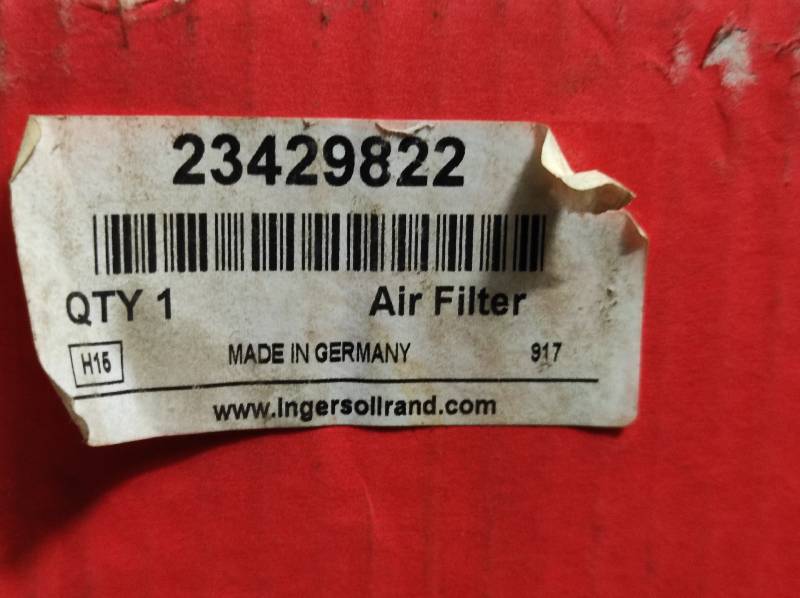 23429822
QTY 1 Air Filter
H15 MADE IN GERMANY 917
www.Ingersollrand.com